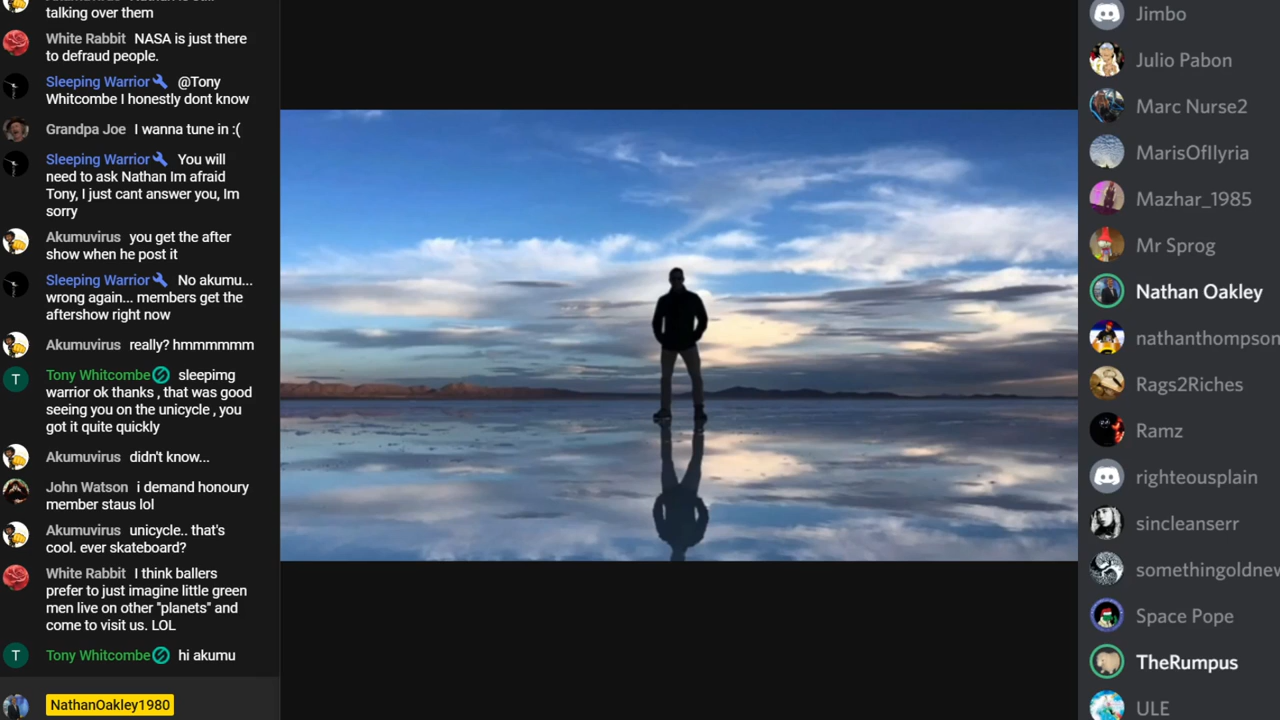 talking over them
White Rabbit NASA is just there
to defraud people.
Sleeping Warrior @Tony
Whitcombe I honestly dont know
Grandpa Joe I wanna tune in :(
Sleeping Warrior You will
need to ask Nathan Im afraid
Tony, I just cant answer you, Im
sorry
Akumuvirus you get the after
show when he post it
Sleeping Warrior No akumu...
wrong again... members get the
aftershow right now
Akumuvirus really? hmmmmmm
T
Tony Whitcombe sleepimg
warrior ok thanks , that was good
seeing you on the unicycle , you
got it quite quickly
Akumuvirus didn't know...
John Watson i demand honoury
member staus lol
Akumuvirus unicycle.. that's
cool. ever skateboard?
White Rabbit I think ballers
prefer to just imagine little green
men live on other "planets" and
come to visit us. LOL
T
Tony Whitcombe hi akumu
NathanOakley1980
Jimbo
Julio Pabon
Marc Nurse2
MarisOfIlyria
Mazhar_1985
Mr Sprog
Nathan Oakley
nathanthompson
Rags2Riches
Ramz
righteousplain
sincleanserr
somethingoldnew
Space Pope
TheRumpus
ULE